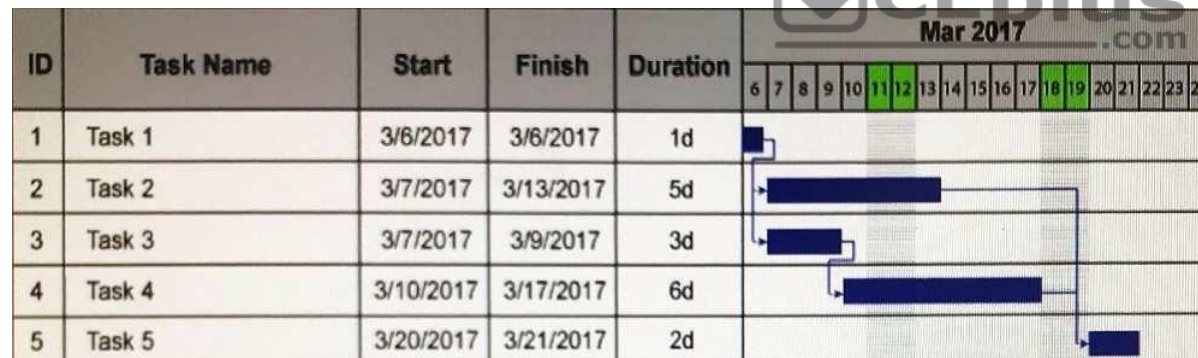 CEplus
.com
Mar 2017
ID Task Name Start Finish Duration
6 7 8 9 10 11 12 13 14 15 16 17 18 19 20 21 22 23
1 Task 1 3/6/2017 3/6/2017 1d
2 Task 2 3/7/2017 3/13/2017 5d
3 Task 3 3/7/2017 3/9/2017 3d
4 Task 4 3/10/2017 3/17/2017 6d
5 Task 5 3/20/2017 3/21/2017 2d